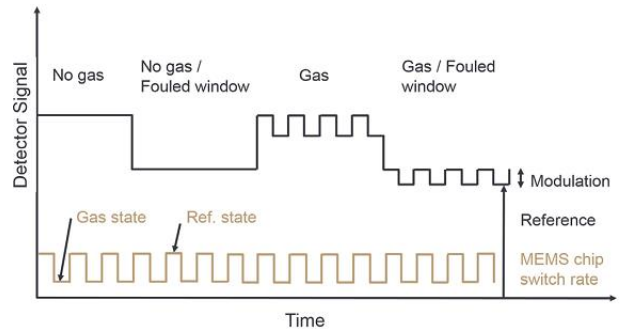 Detector Signal
No gas
No gas /
Fouled window
Gas
Gas / Fouled
window
Modulation
Gas state
Ref. state
Reference
MEMS chip
switch rate
Time